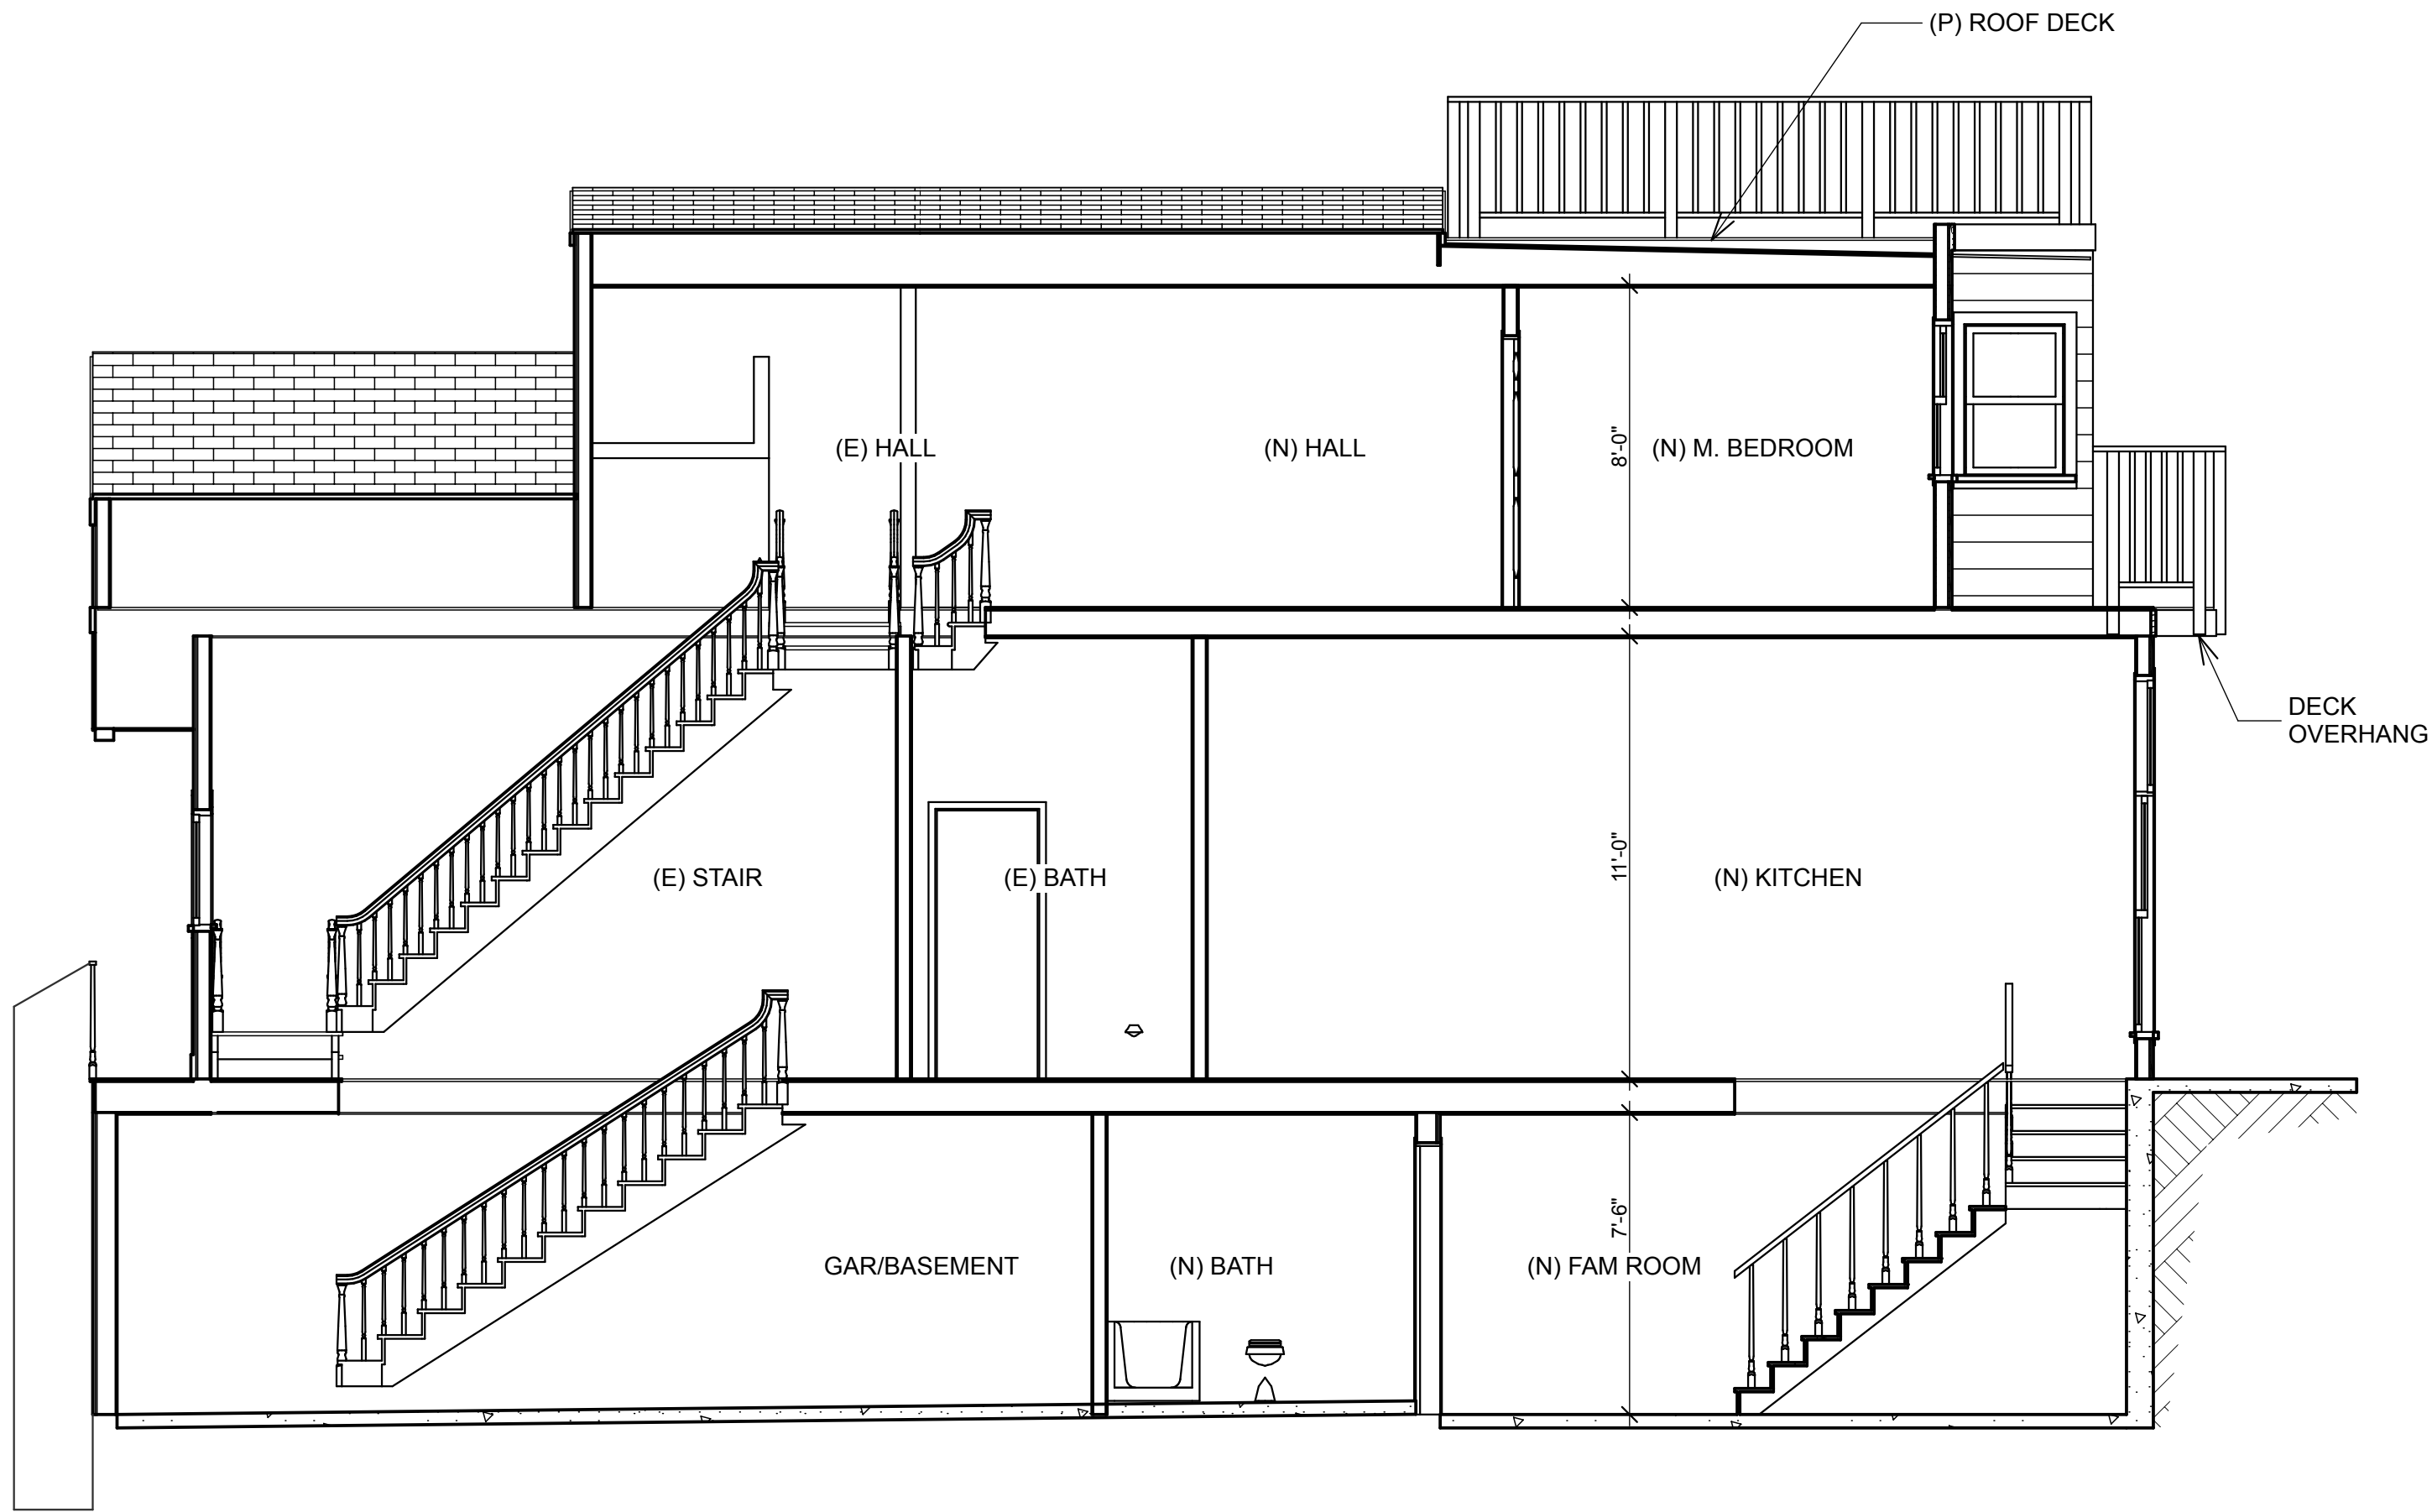 (P) ROOF DECK
(E) HALL
(N) HALL
8'-0"
(N) M. BEDROOM
DECK
OVERHANG
(E) STAIR
(E) BATH
11'-0"
(N) KITCHEN
GAR/BASEMENT
(N) BATH
(N) FAM ROOM
7'-6"